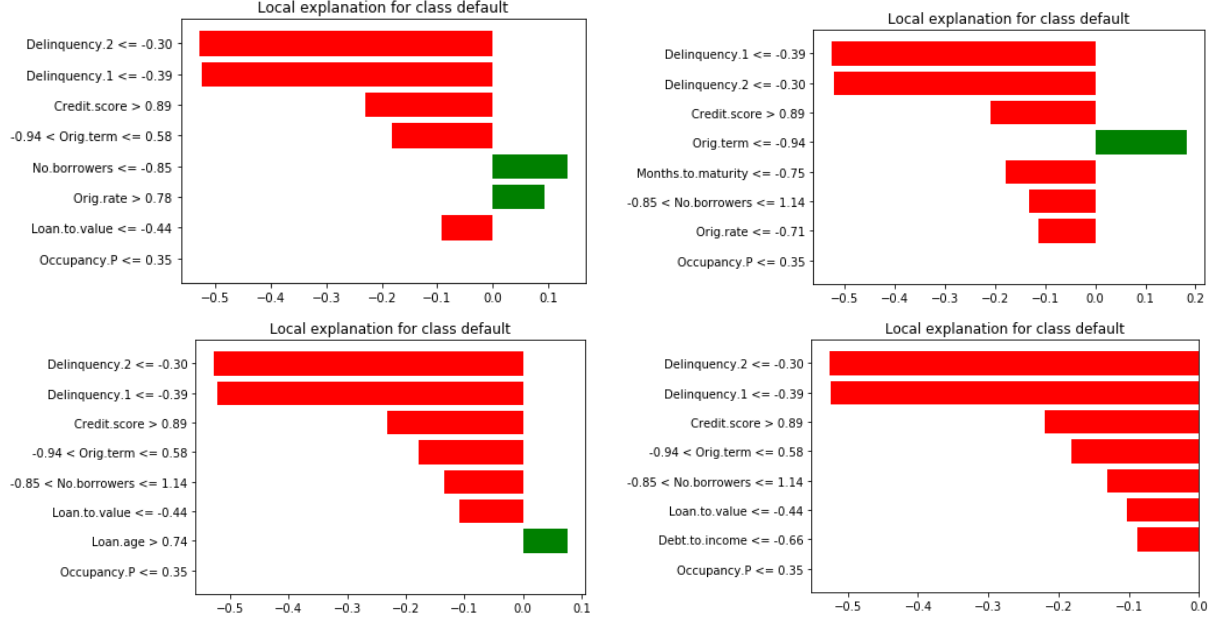 Local explanation for class default
Delinquency.2 <= -0.30
Delinquency.1 <= -0.39
Credit.score > 0.89
-0.94 < Orig.term <= 0.58
No.borrowers <= -0.85
Orig.rate > 0.78
Loan.to.value <= -0.44
Occupancy.P <= 0.35
−0.5 −0.4 −0.3 −0.2 −0.1 0.0 0.1
Local explanation for class default
Delinquency.1 <= -0.39
Delinquency.2 <= -0.30
Credit.score > 0.89
Orig.term <= -0.94
Months.to.maturity <= -0.75
-0.85 < No.borrowers <= 1.14
Orig.rate <= -0.71
Occupancy.P <= 0.35
−0.5 −0.4 −0.3 −0.2 −0.1 0.0 0.1 0.2
Local explanation for class default
Delinquency.2 <= -0.30
Delinquency.1 <= -0.39
Credit.score > 0.89
-0.94 < Orig.term <= 0.58
-0.85 < No.borrowers <= 1.14
Loan.to.value <= -0.44
Loan.age > 0.74
Occupancy.P <= 0.35
−0.5 −0.4 −0.3 −0.2 −0.1 0.0 0.1
Local explanation for class default
Delinquency.2 <= -0.30
Delinquency.1 <= -0.39
Credit.score > 0.89
-0.94 < Orig.term <= 0.58
-0.85 < No.borrowers <= 1.14
Loan.to.value <= -0.44
Debt.to.income <= -0.66
Occupancy.P <= 0.35
−0.5 −0.4 −0.3 −0.2 −0.1 0.0